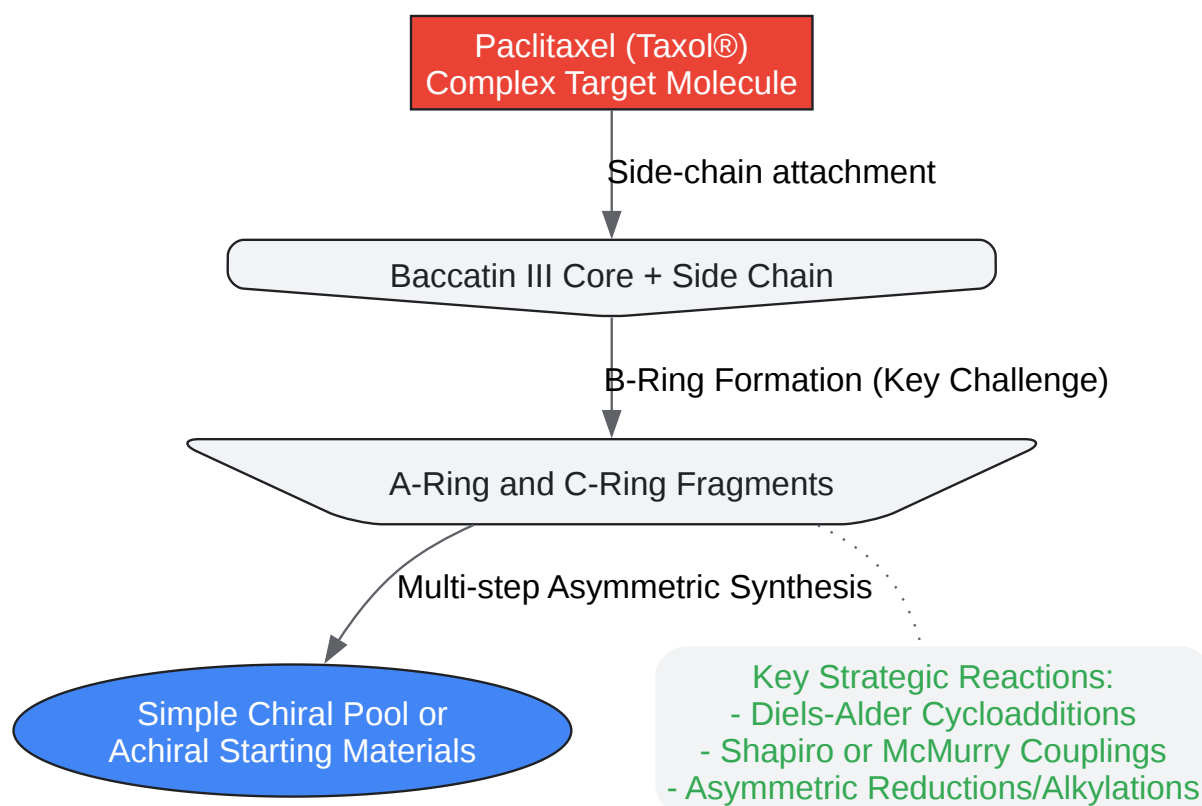 Paclitaxel (Taxol®)
Complex Target Molecule
Side-chain attachment
Baccatin III Core + Side Chain
B-Ring Formation (Key Challenge)
A-Ring and C-Ring Fragments
Multi-step Asymmetric Synthesis
Simple Chiral Pool or
Achiral Starting Materials
Key Strategic Reactions:
- Diels-Alder Cycloadditions
- Shapiro or McMurry Couplings
- Asymmetric Reductions/Alkylations